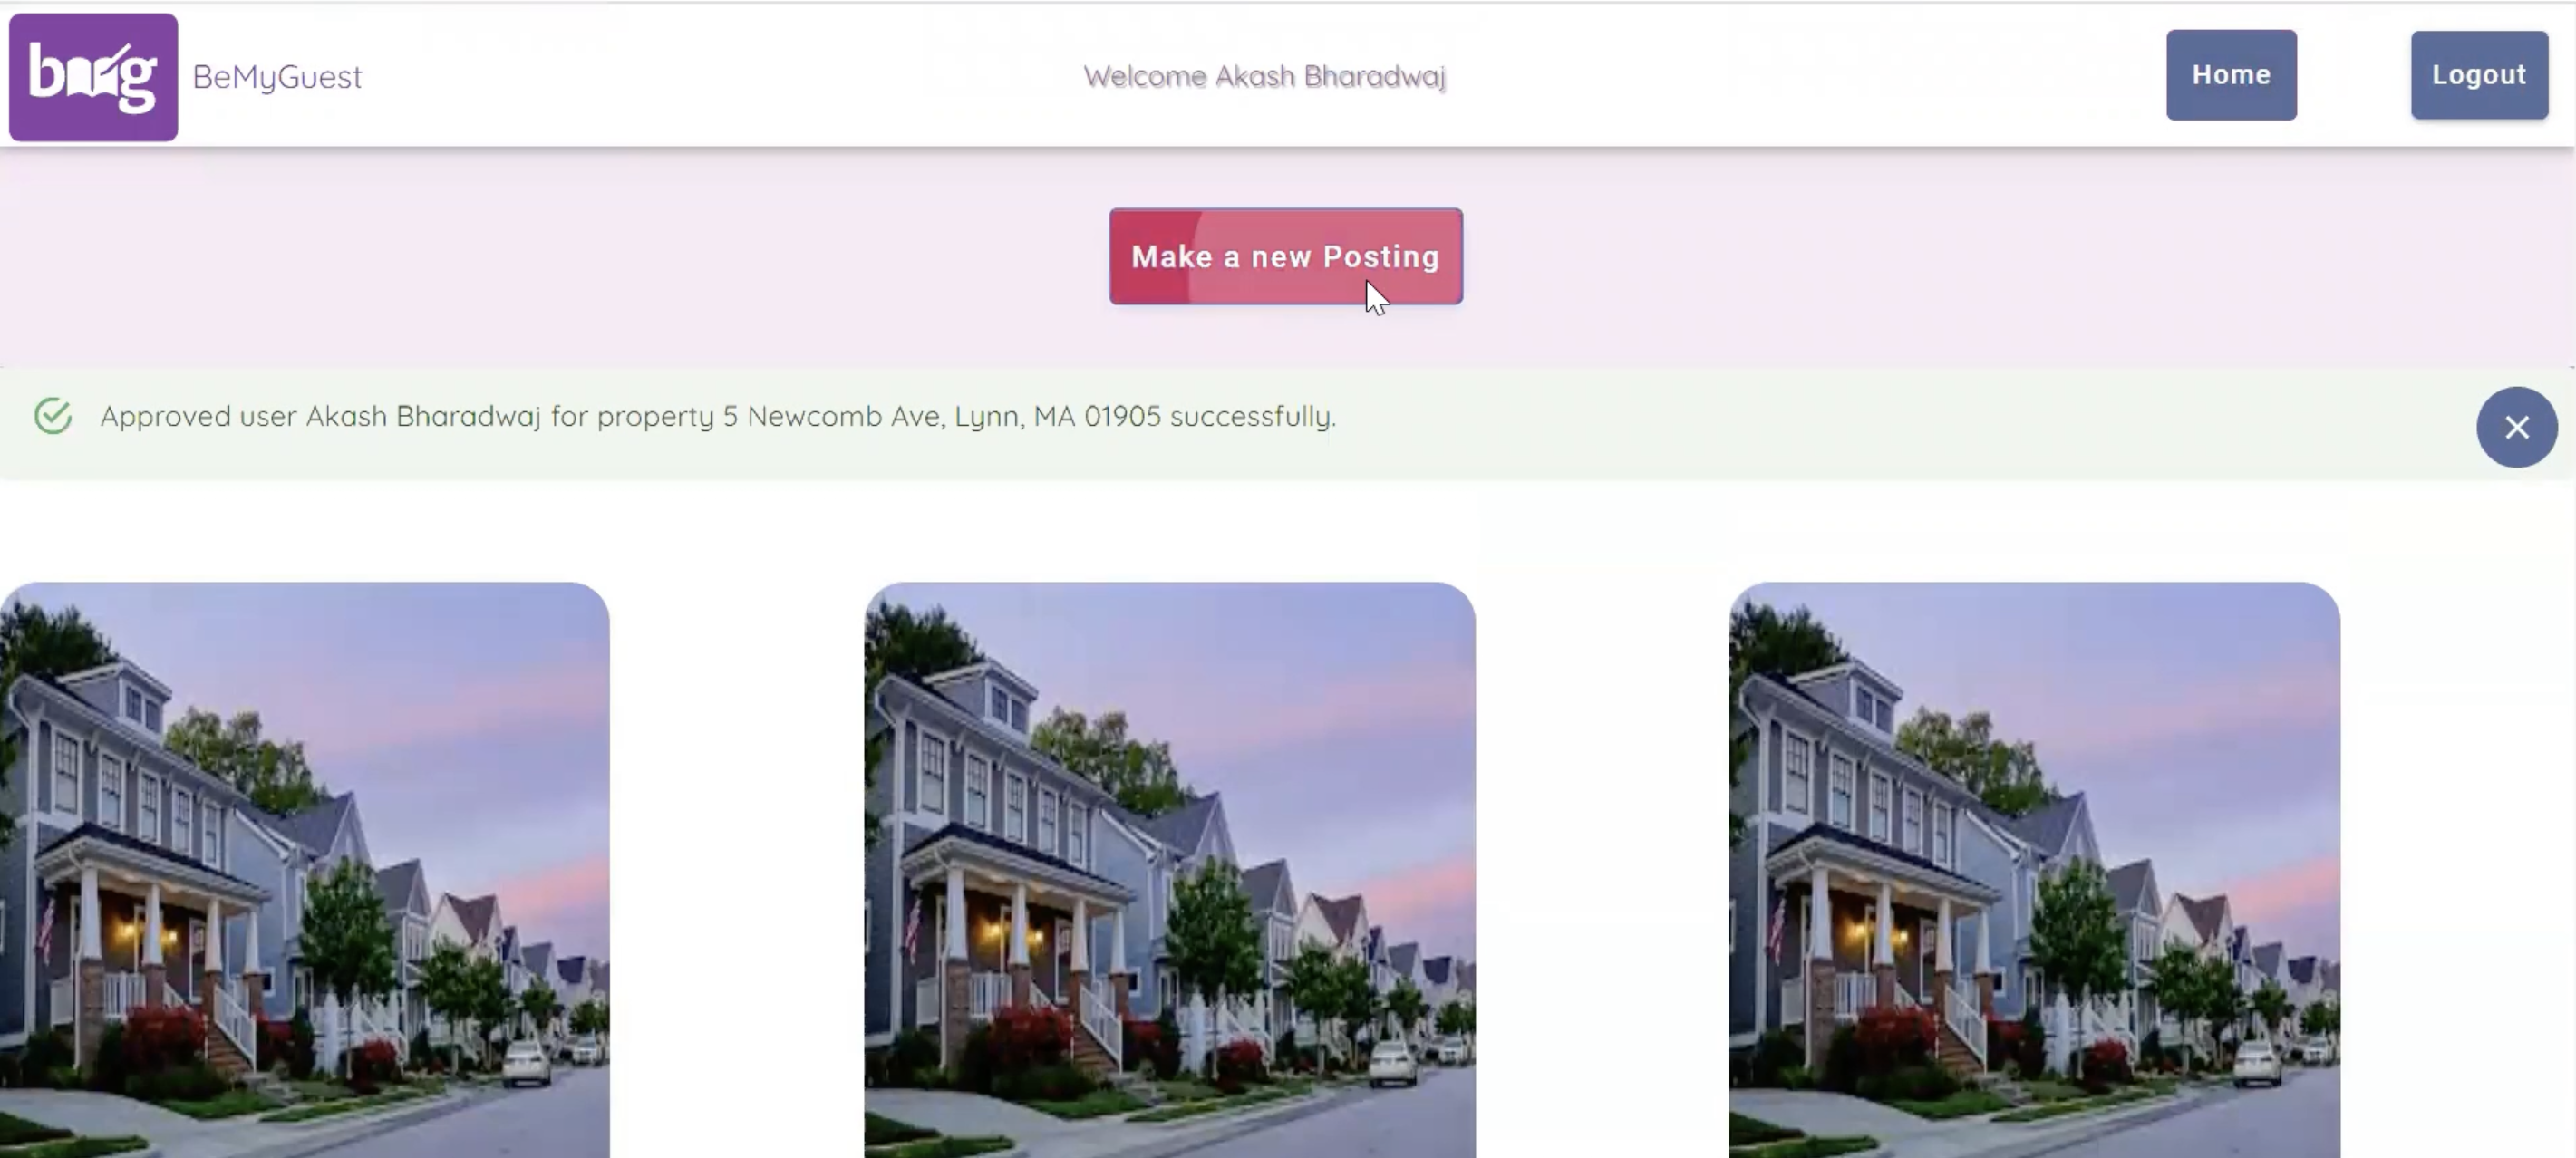 bmg BeMyGuest
Welcome Akash Bharadwaj
Home
Logout
Make a new Posting
Approved user Akash Bharadwaj for property 5 Newcomb Ave, Lynn, MA 01905 successfully.